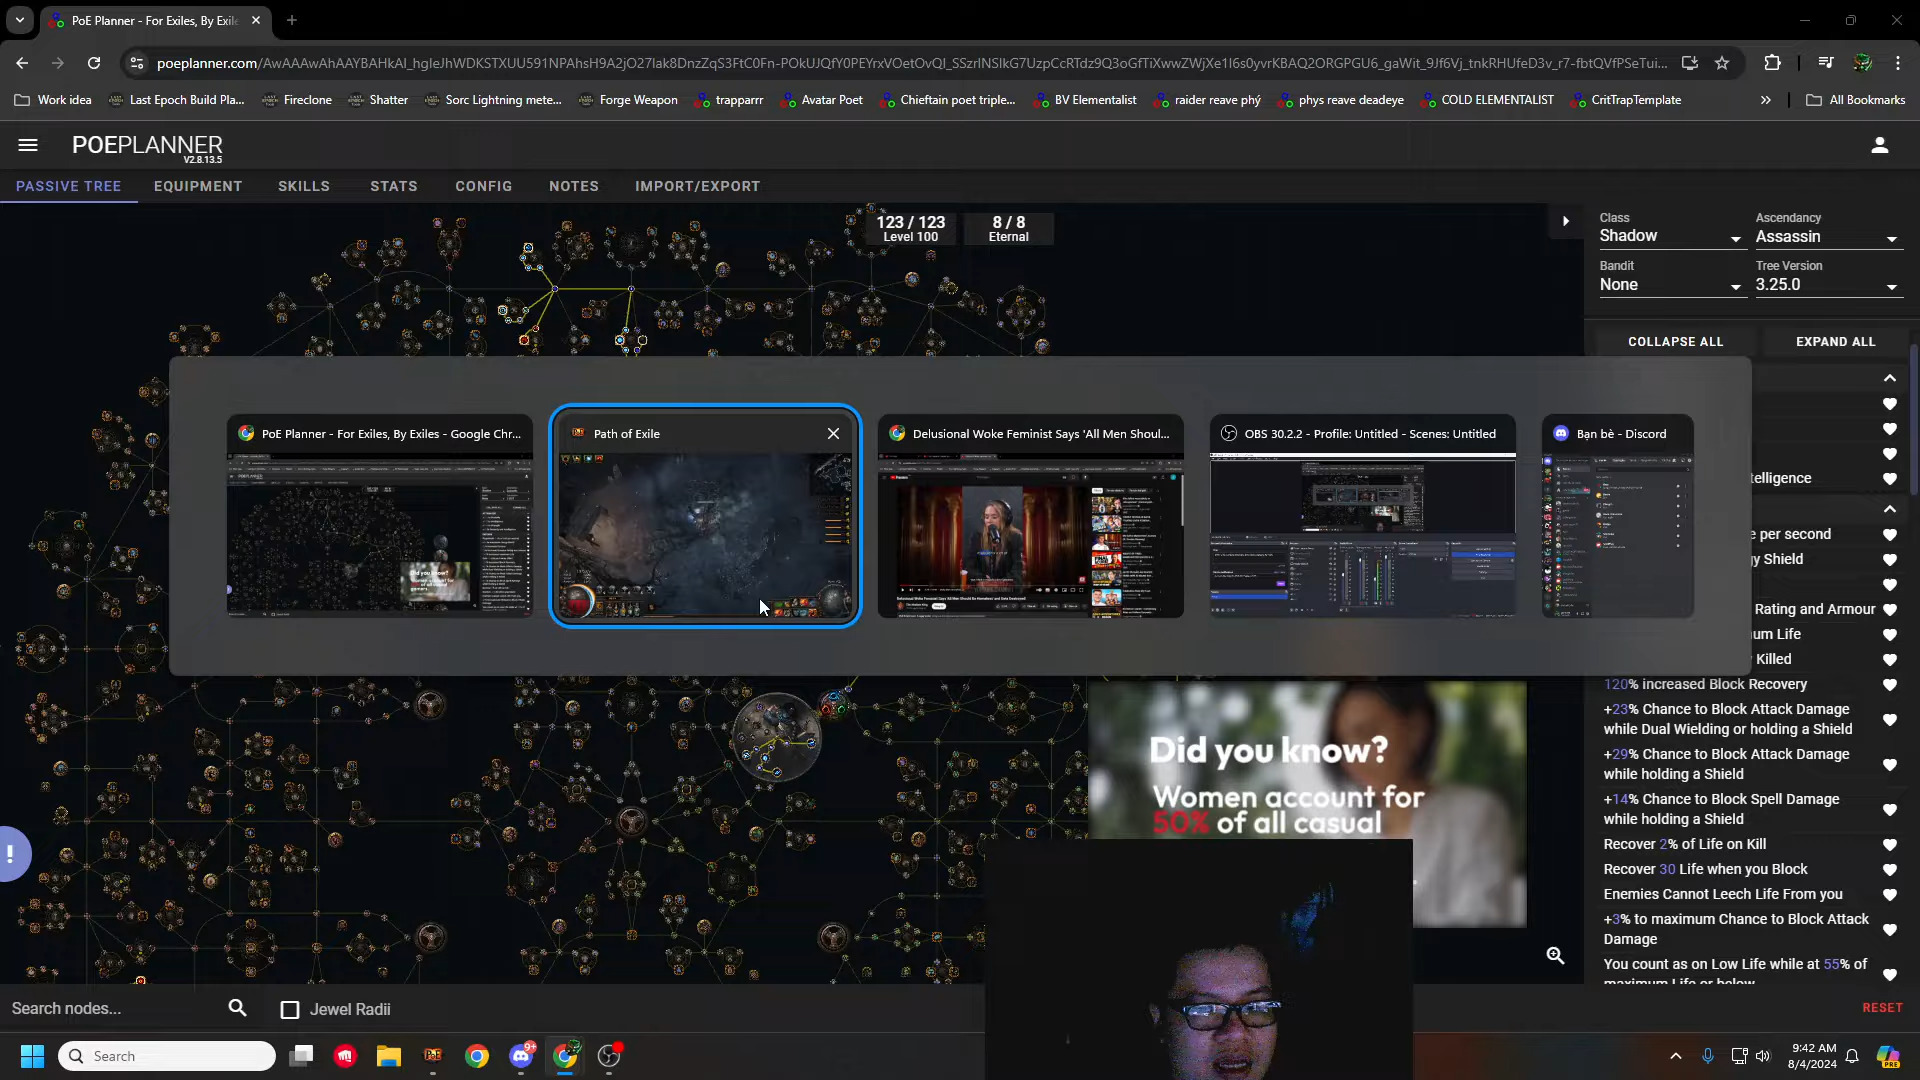 PoE Planner - For Exiles, By Exile
poeplanner.com/
Work idea
Last Epoch Build Pla...
Fireclone
Shatter
Sorc Lightning mete...
Forge Weapon
trapparrr
Avatar Poet
Chieftain poet triple...
BV Elementalist
raider reave phý
phys reave deadeye
COLD ELEMENTALIST
CritTrapTemplate
All Bookmarks
POEPLANNER
V2.8.13.5
PASSIVE TREE
EQUIPMENT
SKILLS
STATS
CONFIG
NOTES
IMPORT/EXPORT
123 / 123
Level 100
8 / 8
Eternal
Class
Shadow
Ascendancy
Assassin
Bandit
None
Tree Version
3.25.0
COLLAPSE ALL
EXPAND ALL
PoE Planner - For Exiles, By Exiles - Google Chr...
Path of Exile
Delusional Woke Feminist Says 'All Men Shoul...
OBS 30.2.2 - Profile: Untitled - Scenes: Untitled
Bạn bè - Discord
telligence
e per second
gy Shield
Rating and Armour
um Life
Killed
120% increased Block Recovery
+23% Chance to Block Attack Damage
while Dual Wielding or holding a Shield
+29% Chance to Block Attack Damage
while holding a Shield
+14% Chance to Block Spell Damage
while holding a Shield
Recover 2% of Life on Kill
Recover 30 Life when you Block
Enemies Cannot Leech Life From you
+3% to maximum Chance to Block Attack
Damage
You count as on Low Life while at 55% of
maximum Life or below
Did you know?
Women account for
50% of all casual
Search nodes...
Jewel Radii
RESET
Search
9+
9:42 AM
8/4/2024
PRE